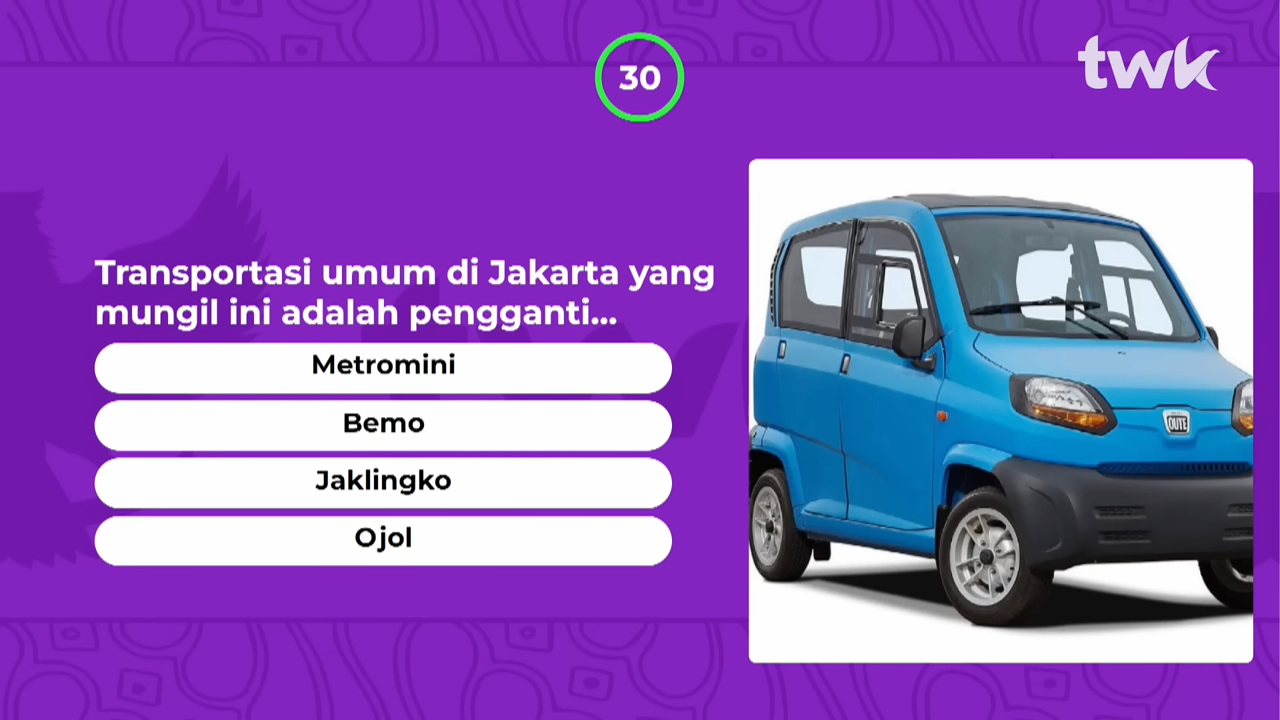 30
twk
Transportasi umum di Jakarta yang
mungil ini adalah pengganti...
Metromini
Bemo
Jaklingko
Ojol
QUTE